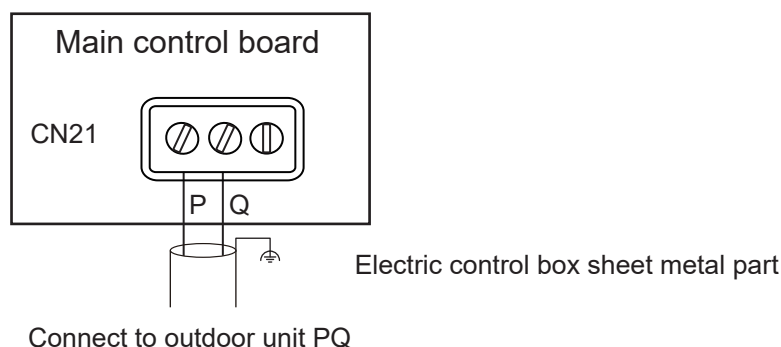 Main control board
CN21
P Q
Electric control box sheet metal part
Connect to outdoor unit PQ